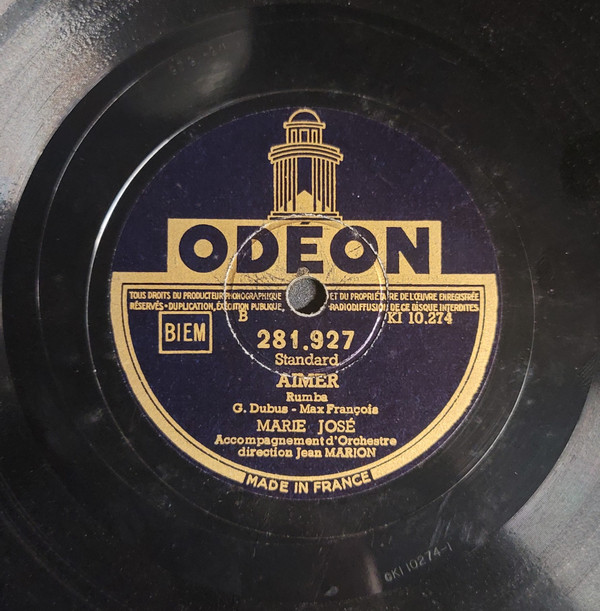 ODÉON
TOUS DROITS DU PRODUCTEUR PHONOGRAPHIQUE ET DU PROPRIÉTAIRE DE L'ŒUVRE ENREGISTRÉE
RÉSERVÉS • DUPLICATION, EXÉCUTION PUBLIQUE, RADIODIFFUSION DE CE DISQUE INTERDITES
B KI 10.274
BIEM
281.927
Standard
AIMER
Rumba
G. Dubus - Max François
MARIE JOSÉ
Accompagnement d'Orchestre
direction Jean MARION
MADE IN FRANCE
KI 10274-1